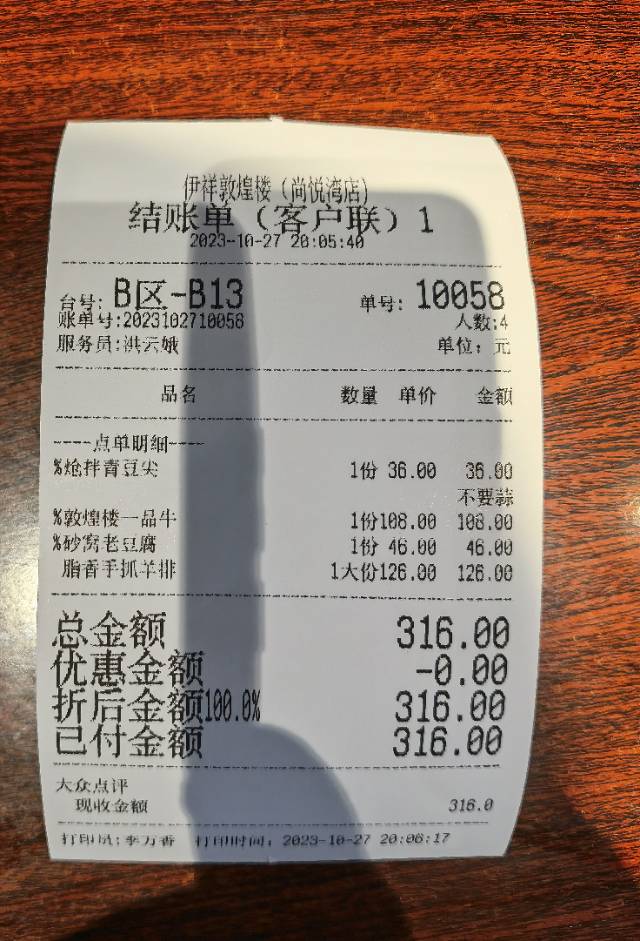 伊祥敦煌楼（尚悦湾店）
结账单（客户联）1
2023-10-27 20:05:40
台号: B区-B13 单号: 10058
账单号:2023102710058 人数:4
服务员:洪云娥 单位: 元
品名 数量 单价 金额
-----点单明细-----
%炝拌青豆尖 1份 36.00 36.00
不要蒜
%敦煌楼一品牛 1份108.00 108.00
%砂窝老豆腐 1份 46.00 46.00
脂香手抓羊排 1大份126.00 126.00
总金额 316.00
优惠金额 -0.00
折后金额100.0% 316.00
已付金额 316.00
大众点评
现收金额 316.0
打印员:李万香 打印时间: 2023-10-27 20:06:17